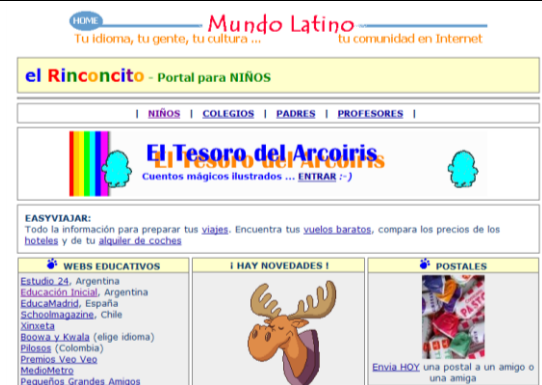 HOME
Mundo Latino
Tu idioma, tu gente, tu cultura ... tu comunidad en Internet
el Rinconcito - Portal para NIÑOS
| NIÑOS | COLEGIOS | PADRES | PROFESORES |
El Tesoro del Arcoiris
Cuentos mágicos ilustrados ... ENTRAR :-)
EASYVIAJAR:
Todo la información para preparar tus viajes. Encuentra tus vuelos baratos, compara los precios de los
hoteles y de tu alquiler de coches
WEBS EDUCATIVOS
Estudio 24, Argentina
Educación Inicial, Argentina
EducaMadrid, España
Schoolmagazine, Chile
Xinxeta
Boowa y Kwala (elige idioma)
Pilosos (Colombia)
Premios Veo Veo
MedioMetro
Pequeños Grandes Amigos
¡ HAY NOVEDADES !
POSTALES
Envia HOY una postal a un amigo o
una amiga